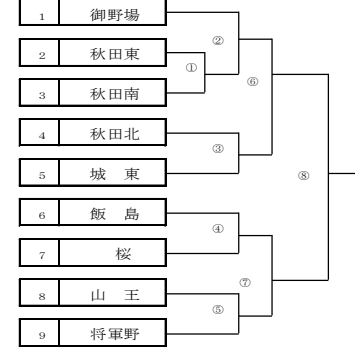 1 御野場
②
2 秋田東
①
3 秋田南
⑥
4 秋田北
③
5 城 東
⑧
6 飯 島
④
7 桜
⑦
8 山 王
⑤
9 将軍野